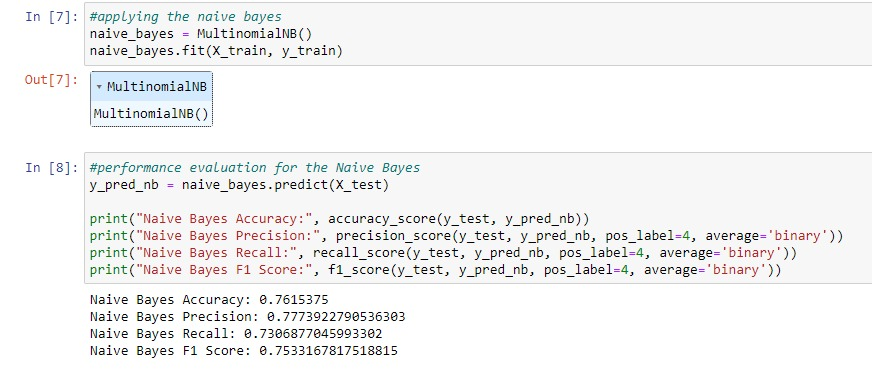 In [7]: #applying the naive bayes
naive_bayes = MultinomialNB()
naive_bayes.fit(X_train, y_train)
Out[7]: ▾ MultinomialNB
MultinomialNB()
In [8]: #performance evaluation for the Naive Bayes
y_pred_nb = naive_bayes.predict(X_test)
print("Naive Bayes Accuracy:", accuracy_score(y_test, y_pred_nb))
print("Naive Bayes Precision:", precision_score(y_test, y_pred_nb, pos_label=4, average='binary'))
print("Naive Bayes Recall:", recall_score(y_test, y_pred_nb, pos_label=4, average='binary'))
print("Naive Bayes F1 Score:", f1_score(y_test, y_pred_nb, pos_label=4, average='binary'))
Naive Bayes Accuracy: 0.7615375
Naive Bayes Precision: 0.7773922790536303
Naive Bayes Recall: 0.7306877045993302
Naive Bayes F1 Score: 0.7533167817518815